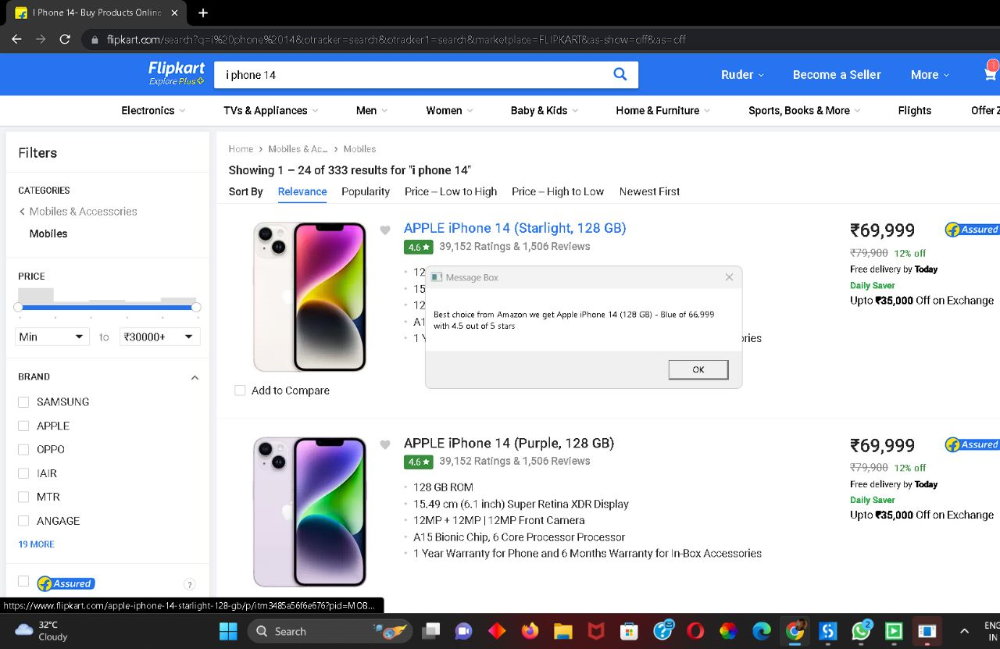 I Phone 14- Buy Products Online
flipkart.com/search?q=i%20phone%2014&otracker=search&otracker1=search&marketplace=FLIPKART&as-show=off&as=off
Flipkart
Explore Plus
i phone 14
Ruder
Become a Seller
More
1
Electronics
TVs & Appliances
Men
Women
Baby & Kids
Home & Furniture
Sports, Books & More
Flights
Offer Z
Filters
CATEGORIES
Mobiles & Accessories
Mobiles
PRICE
Min
to
₹30000+
BRAND
SAMSUNG
APPLE
OPPO
IAIR
MTR
ANGAGE
19 MORE
Assured
?
Home > Mobiles & Ac... > Mobiles
Showing 1 – 24 of 333 results for "i phone 14"
Sort By
Relevance
Popularity
Price -- Low to High
Price -- High to Low
Newest First
APPLE iPhone 14 (Starlight, 128 GB)
4.6★
39,152 Ratings & 1,506 Reviews
12
15
12
A1
1 Y
ories
Message Box
Best choice from Amazon we get Apple iPhone 14 (128 GB) - Blue of 66,999
with 4.5 out of 5 stars
OK
Add to Compare
₹69,999
Assured
₹79,900 12% off
Free delivery by Today
Daily Saver
Upto ₹35,000 Off on Exchange
APPLE iPhone 14 (Purple, 128 GB)
4.6★
39,152 Ratings & 1,506 Reviews
128 GB ROM
15.49 cm (6.1 inch) Super Retina XDR Display
12MP + 12MP | 12MP Front Camera
A15 Bionic Chip, 6 Core Processor Processor
1 Year Warranty for Phone and 6 Months Warranty for In-Box Accessories
₹69,999
Assured
₹79,900 12% off
Free delivery by Today
Daily Saver
Upto ₹35,000 Off on Exchange
https://www.flipkart.com/apple-iphone-14-starlight-128-gb/p/itm3485a56f6e676?pid=MOB...
32°C
Cloudy
Search
2
ENG
IN